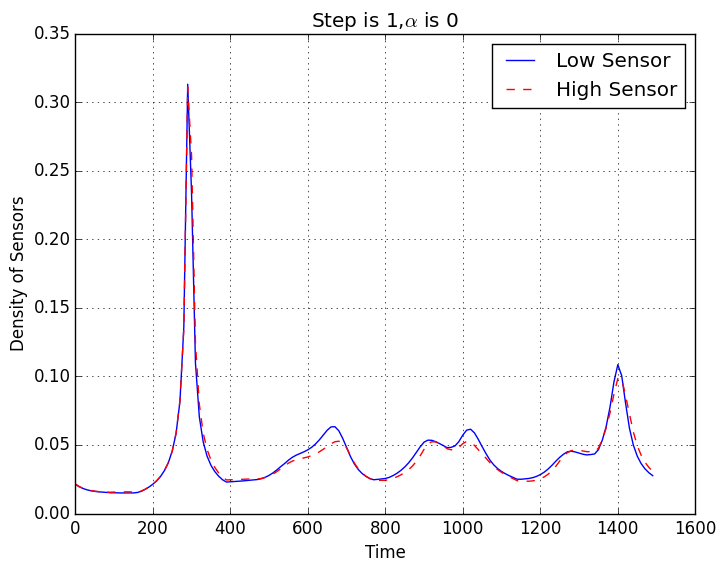 Step is 1,α is 0
Low Sensor
High Sensor
Density of Sensors
0.35
0.30
0.25
0.20
0.15
0.10
0.05
0.00
0 200 400 600 800 1000 1200 1400 1600
Time